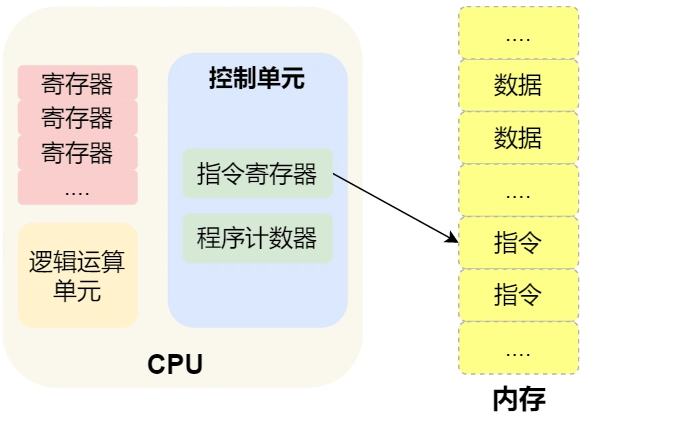 寄存器
寄存器
寄存器
....
逻辑运算
单元
控制单元
指令寄存器
程序计数器
CPU
....
数据
数据
....
指令
指令
....
内存